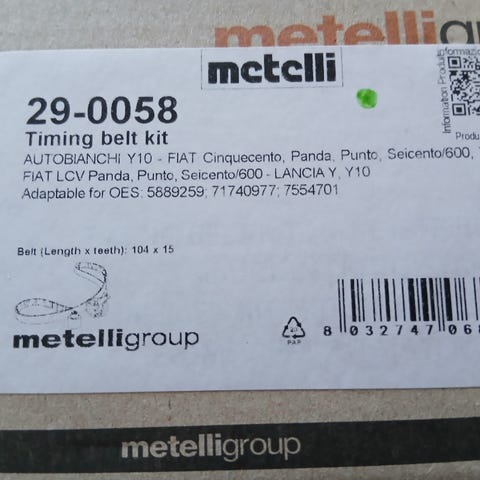 metelligroup
metelli
29-0058
Timing belt kit
AUTOBIANCHI Y10 - FIAT Cinquecento, Panda, Punto, Seicento/600,
FIAT LCV Panda, Punto, Seicento/600 - LANCIA Y, Y10
Adaptable for OES: 5889259; 71740977; 7554701
Belt (Length x teeth): 104 x 15
metelligroup
PAP
8 032747 06
metelligroup